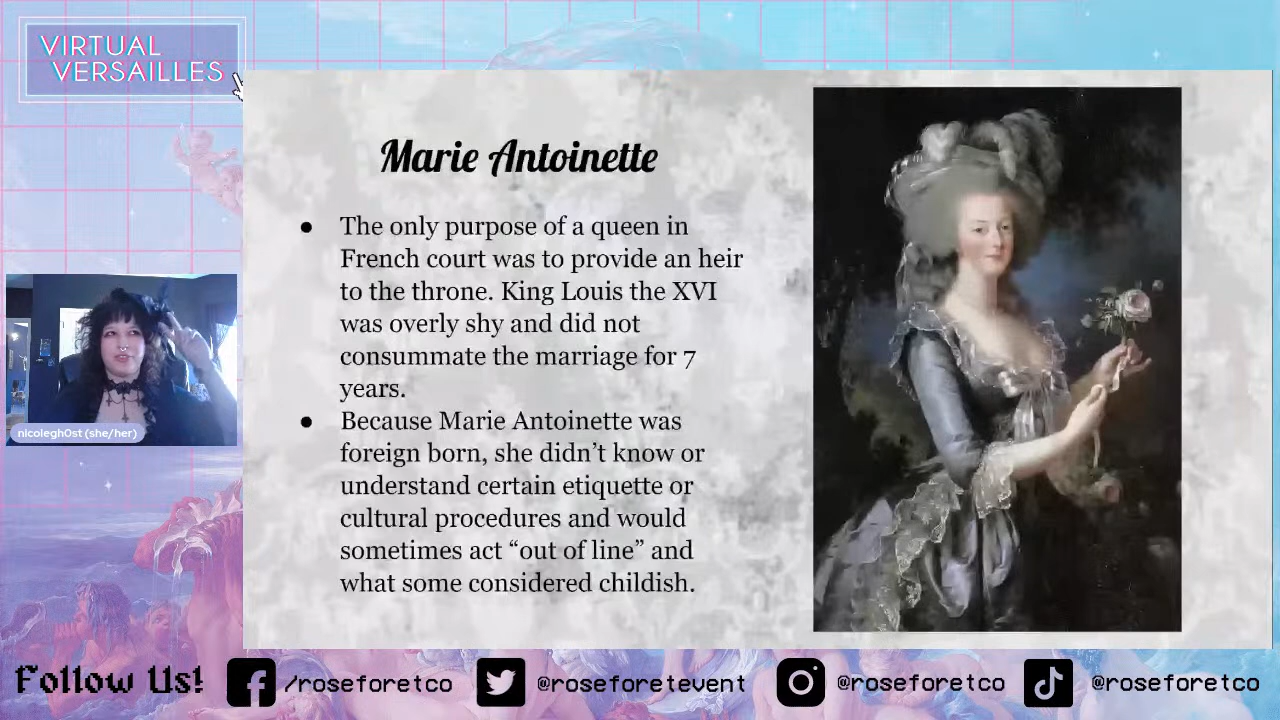 VIRTUAL
VERSAILLES
Marie Antoinette
● The only purpose of a queen in
French court was to provide an heir
to the throne. King Louis the XVI
was overly shy and did not
consummate the marriage for 7
years.
● Because Marie Antoinette was
foreign born, she didn’t know or
understand certain etiquette or
cultural procedures and would
sometimes act “out of line” and
what some considered childish.
nicolegh0st (she/her)
Follow Us! /roseforetco @roseforetevent @roseforetco @roseforetco